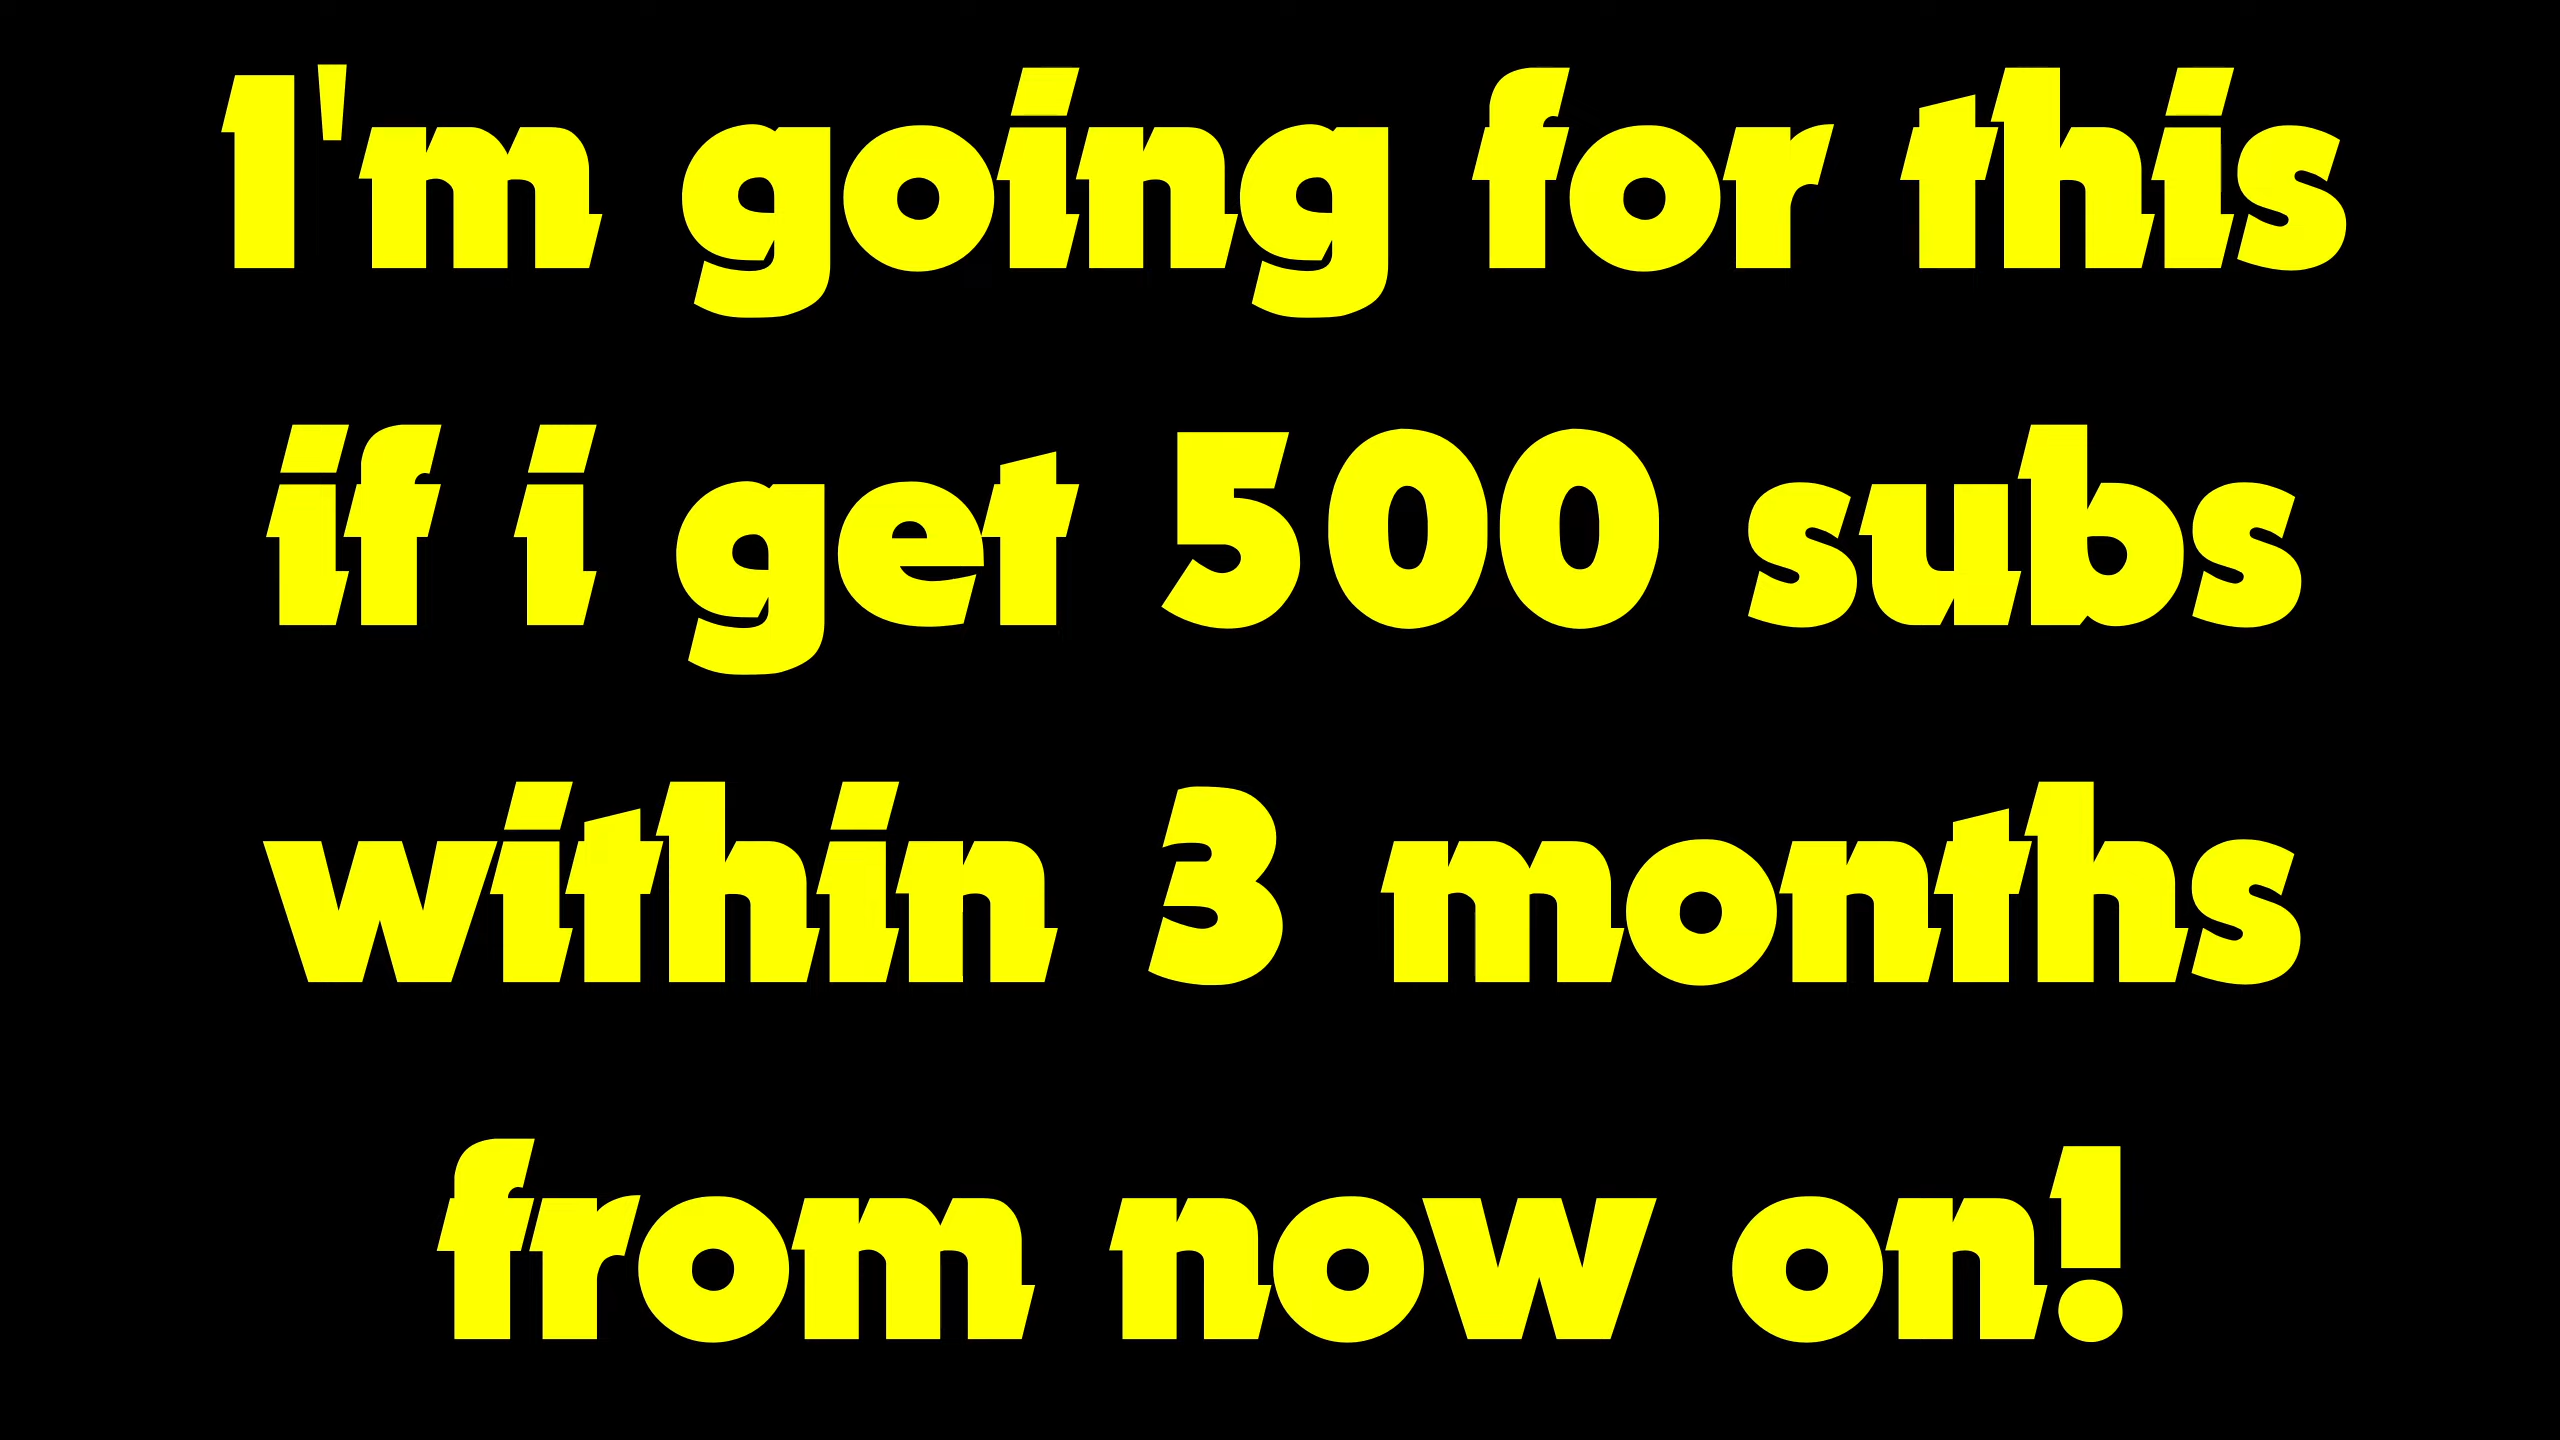 I'm going for this
if i get 500 subs
within 3 months
from now on!